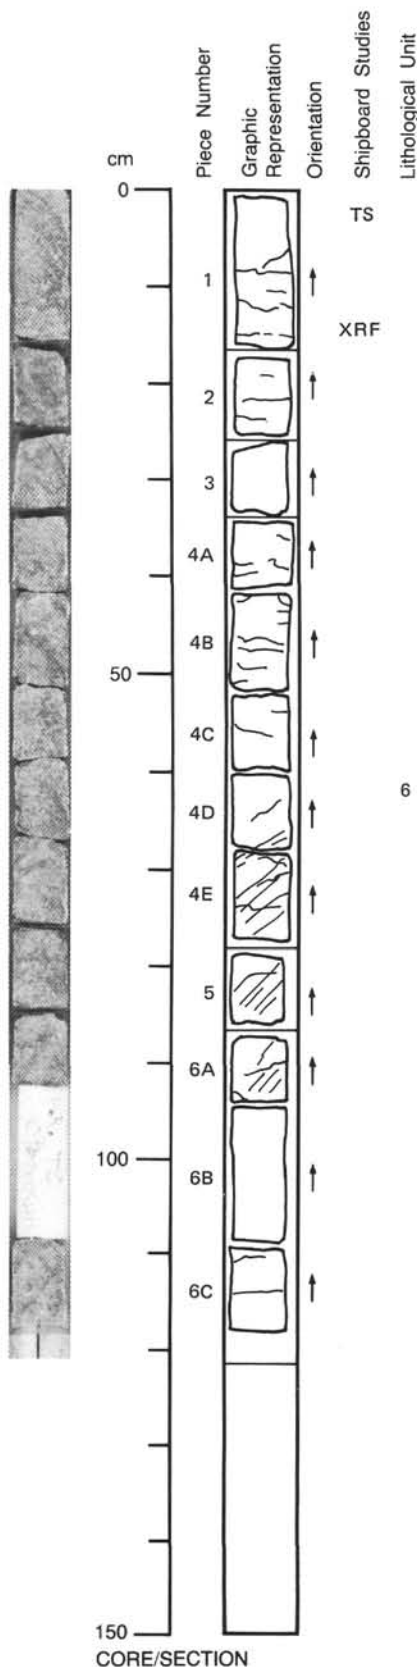 cm
Piece Number
Graphic
Representation
Orientation
Shipboard Studies
Lithological Unit
0
TS
1
XRF
2
3
4A
4B
50
4C
6
4D
4E
5
6A
100
6B
6C
150
CORE/SECTION